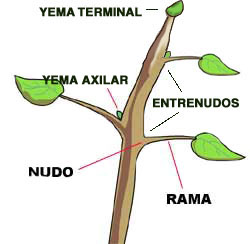 YEMA TERMINAL
YEMA AXILAR
ENTRENUDOS
NUDO
RAMA